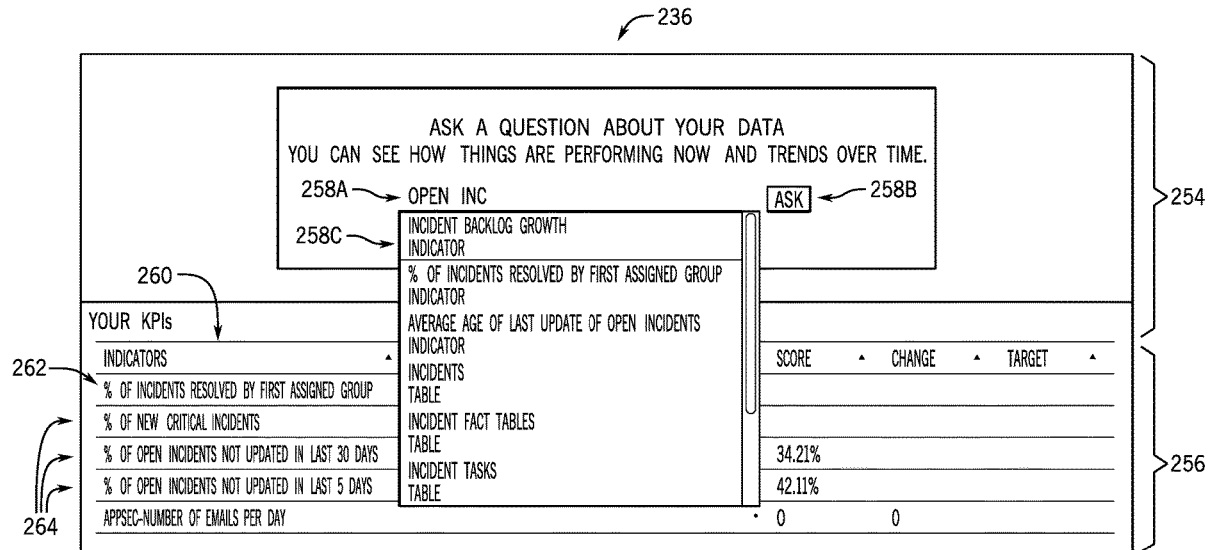 236
ASK A QUESTION ABOUT YOUR DATA
YOU CAN SEE HOW THINGS ARE PERFORMING NOW AND TRENDS OVER TIME.
258A OPEN INC ASK 258B
254
258C INCIDENT BACKLOG GROWTH
INDICATOR
% OF INCIDENTS RESOLVED BY FIRST ASSIGNED GROUP
INDICATOR
AVERAGE AGE OF LAST UPDATE OF OPEN INCIDENTS
INDICATOR
INCIDENTS
TABLE
INCIDENT FACT TABLES
TABLE
INCIDENT TASKS
TABLE
260
YOUR KPIs
INDICATORS SCORE CHANGE TARGET
262 % OF INCIDENTS RESOLVED BY FIRST ASSIGNED GROUP
% OF NEW CRITICAL INCIDENTS
% OF OPEN INCIDENTS NOT UPDATED IN LAST 30 DAYS 34.21%
256
% OF OPEN INCIDENTS NOT UPDATED IN LAST 5 DAYS 42.11%
264
APPSEC-NUMBER OF EMAILS PER DAY 0 0